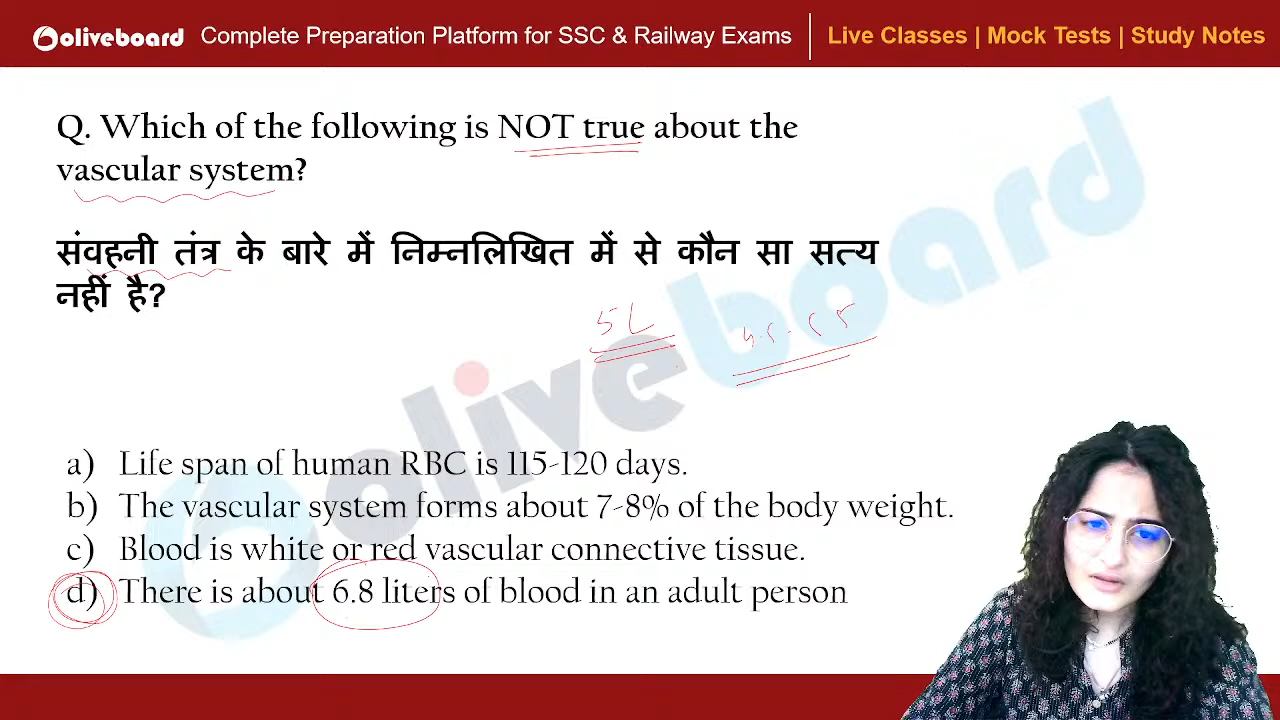 oliveboard Complete Preparation Platform for SSC & Railway Exams Live Classes | Mock Tests | Study Notes
Q. Which of the following is NOT true about the
vascular system?
संवहनी तंत्र के बारे में निम्नलिखित में से कौन सा सत्य
नहीं है?
5L
oliveboard
a) Life span of human RBC is 115-120 days.
b) The vascular system forms about 7-8% of the body weight.
c) Blood is white or red vascular connective tissue.
d) There is about 6.8 liters of blood in an adult person